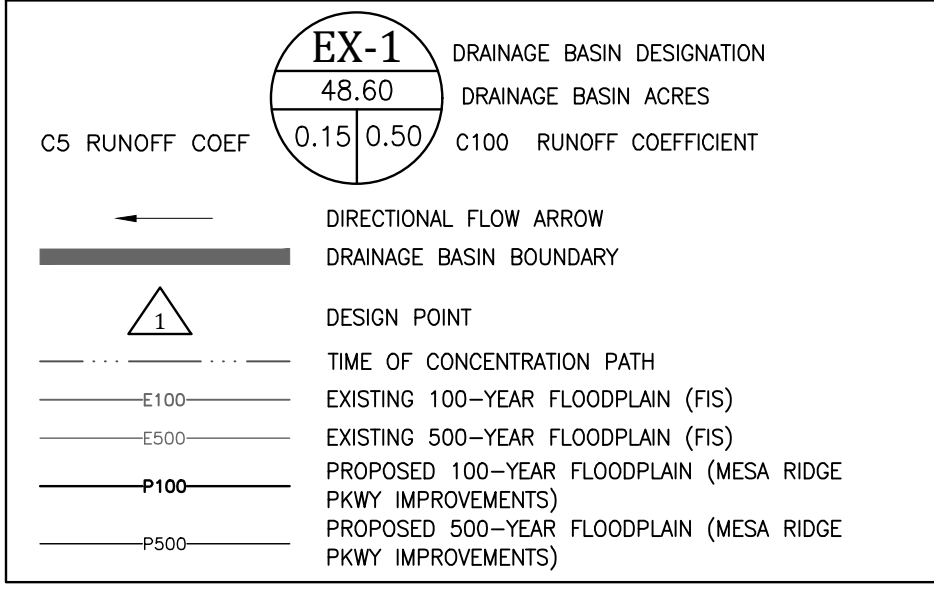 EX-1 DRAINAGE BASIN DESIGNATION
48.60 DRAINAGE BASIN ACRES
C5 RUNOFF COEF 0.15 0.50 C100 RUNOFF COEFFICIENT
DIRECTIONAL FLOW ARROW
DRAINAGE BASIN BOUNDARY
1 DESIGN POINT
TIME OF CONCENTRATION PATH
E100 EXISTING 100-YEAR FLOODPLAIN (FIS)
E500 EXISTING 500-YEAR FLOODPLAIN (FIS)
P100 PROPOSED 100-YEAR FLOODPLAIN (MESA RIDGE
PKWY IMPROVEMENTS)
P500 PROPOSED 500-YEAR FLOODPLAIN (MESA RIDGE
PKWY IMPROVEMENTS)